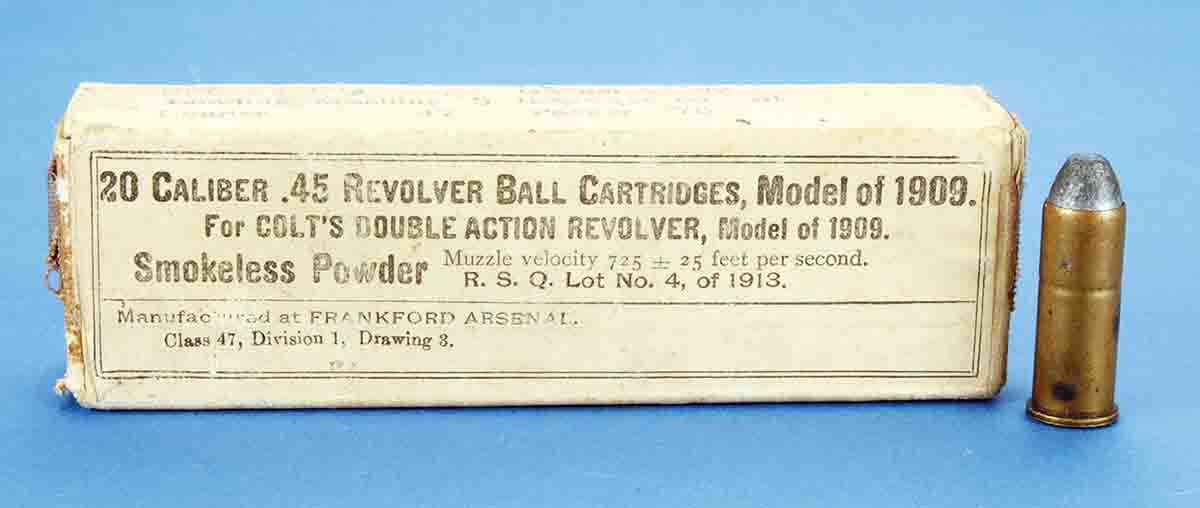 20 CALIBER .45 REVOLVER BALL CARTRIDGES, Model of 1909.
For COLT'S DOUBLE ACTION REVOLVER, Model of 1909.
Smokeless Powder Muzzle velocity 725 ± 25 feet per second.
R. S. Q. Lot No. 4, of 1913.
Manufactured at FRANKFORD ARSENAL.
Class 47, Division 1, Drawing 3.